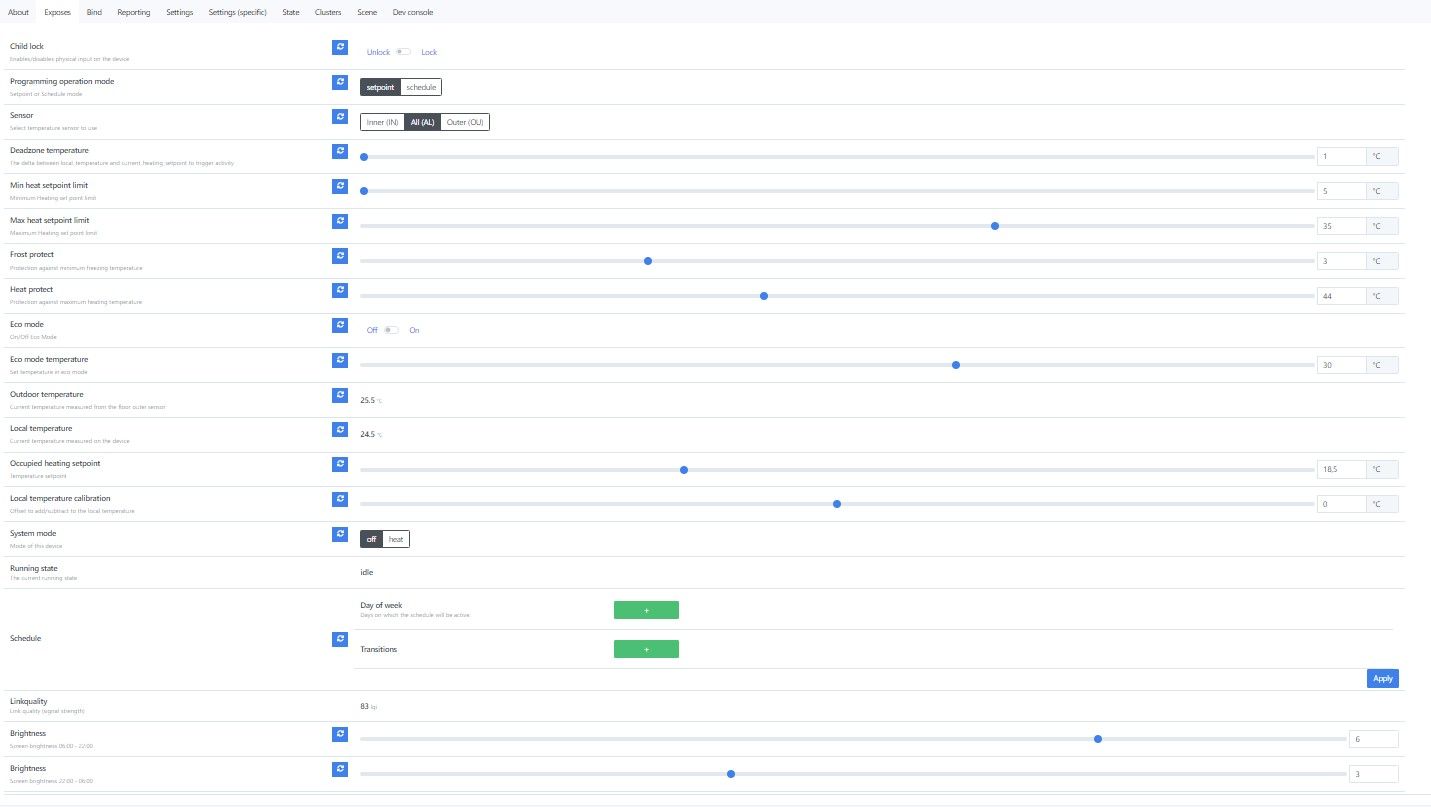 About Exposes Bind Reporting Settings Settings (specific) State Clusters Scene Dev console
Child lock
Enables/disables physical input on the device
Unlock Lock
Programming operation mode
Setpoint or Schedule mode
setpoint schedule
Sensor
Select temperature sensor to use
Inner (IN) All (AL) Outer (OU)
Deadzone temperature
The delta between local_temperature and current_heating_setpoint to trigger activity
1 °C
Min heat setpoint limit
Minimum Heating set point limit
5 °C
Max heat setpoint limit
Maximum Heating set point limit
35 °C
Frost protect
Protection against minimum freezing temperature
3 °C
Heat protect
Protection against maximum heating temperature
44 °C
Eco mode
On/Off Eco Mode
Off On
Eco mode temperature
Set temperature in eco mode
30 °C
Outdoor temperature
Current temperature measured from the floor outer sensor
25.5 °C
Local temperature
Current temperature measured on the device
24.5 °C
Occupied heating setpoint
Temperature setpoint
18,5 °C
Local temperature calibration
Offset to add/subtract to the local temperature
0 °C
System mode
Mode of this device
off heat
Running state
The current running state
idle
Schedule
Day of week
Days on which the schedule will be active.
+
Transitions
+
Apply
Linkquality
Link quality (signal strength)
83 lqi
Brightness
Screen brightness 06:00 - 22:00
6
Brightness
Screen brightness 22:00 - 06:00
3